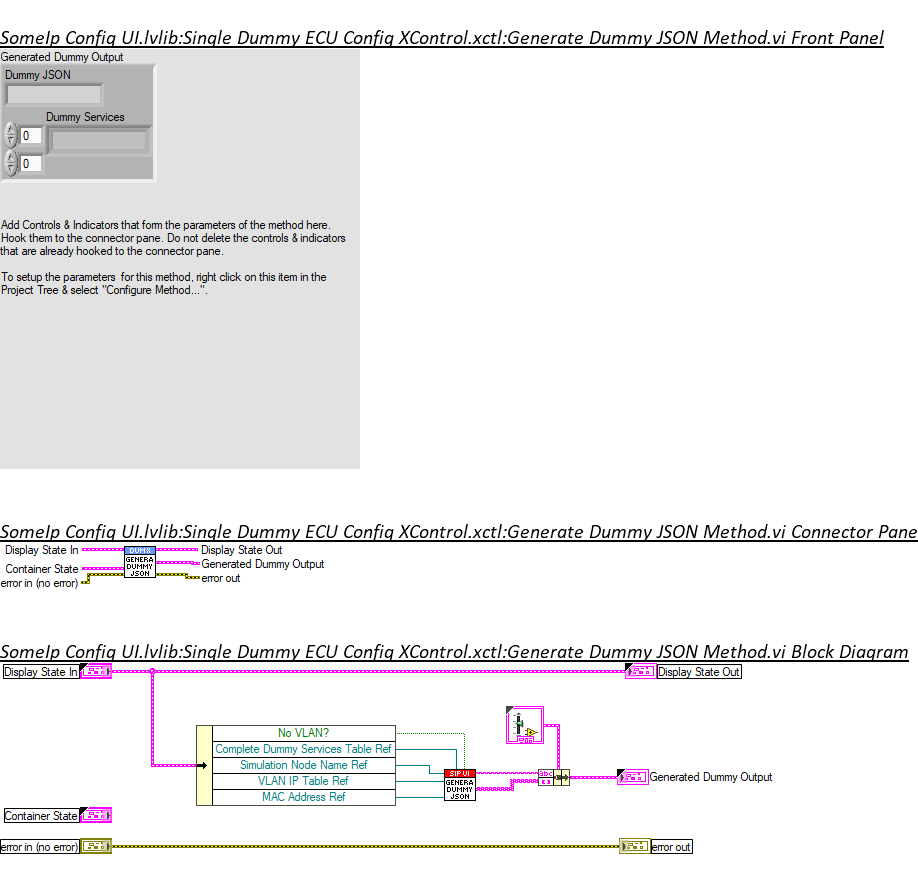 SomeIp Config UI.lvlib:Single Dummy ECU Config XControl.xctl:Generate Dummy JSON Method.vi Front Panel
Generated Dummy Output
Dummy JSON
Dummy Services
0
0
Add Controls & Indicators that form the parameters of the method here.
Hook them to the connector pane. Do not delete the controls & indicators
that are already hooked to the connector pane.
To setup the parameters for this method, right click on this item in the
Project Tree & select "Configure Method...".
SomeIp Config UI.lvlib:Single Dummy ECU Config XControl.xctl:Generate Dummy JSON Method.vi Connector Pane
Display State In
Container State
error in (no error)
DUMX
GENERA
DUMMY
JSON
Display State Out
Generated Dummy Output
error out
SomeIp Config UI.lvlib:Single Dummy ECU Config XControl.xctl:Generate Dummy JSON Method.vi Block Diagram
Display State In
Display State Out
No VLAN?
Complete Dummy Services Table Ref
Simulation Node Name Ref
VLAN IP Table Ref
MAC Address Ref
SIP UI
GENERA
DUMMY
JSON
abc
Generated Dummy Output
Container State
error in (no error)
error out